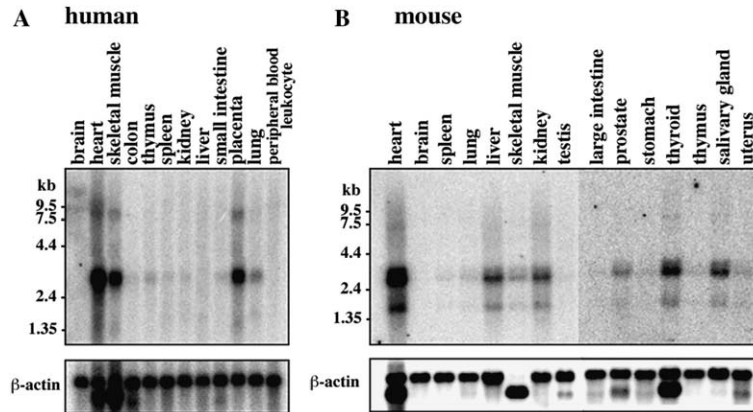 A human
brain
heart
skeletal muscle
colon
thymus
spleen
kidney
liver
small intestine
placenta
lung
peripheral blood
leukocyte
kb
9.5
7.5
4.4
2.4
1.35
β-actin
B mouse
heart
brain
spleen
lung
liver
skeletal muscle
kidney
testis
large intestine
prostate
stomach
thyroid
thymus
salivary gland
uterus
kb
9.5
7.5
4.4
2.4
1.35
β-actin